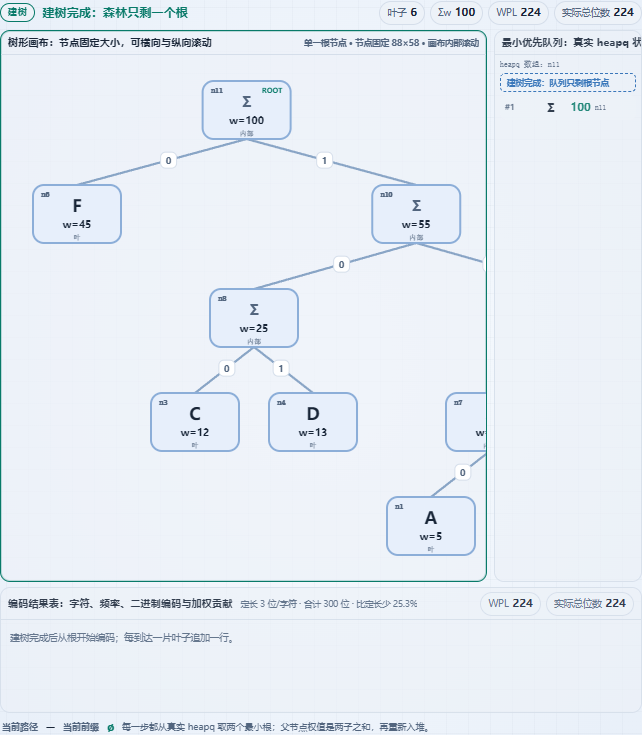 建树 建树完成：森林只剩一个根 叶子 6 Σw 100 WPL 224 实际总位数 224
树形画布：节点固定大小，可横向与纵向滚动 单一根节点 • 节点固定 88×58 • 画布内部滚动
最小优先队列：真实 heapq 状
heapq 数组：n11
建树完成：队列只剩根节点
#1 Σ 100 n11
n11 ROOT
Σ
w=100
内部
0 1
n6
F
w=45
叶
n10
Σ
w=55
内部
0
n8
Σ
w=25
内部
0 1
n3
C
w=12
叶
n4
D
w=13
叶
n7
w=
0
n1
A
w=5
叶
编码结果表：字符、频率、二进制编码与加权贡献 定长 3 位/字符 · 合计 300 位 · 比定长少 25.3% WPL 224 实际总位数 224
建树完成后从根开始编码；每到达一片叶子追加一行。
当前路径 — 当前前缀 ø 每一步都从真实 heapq 取两个最小根：父节点权值是两子之和，再重新入堆。